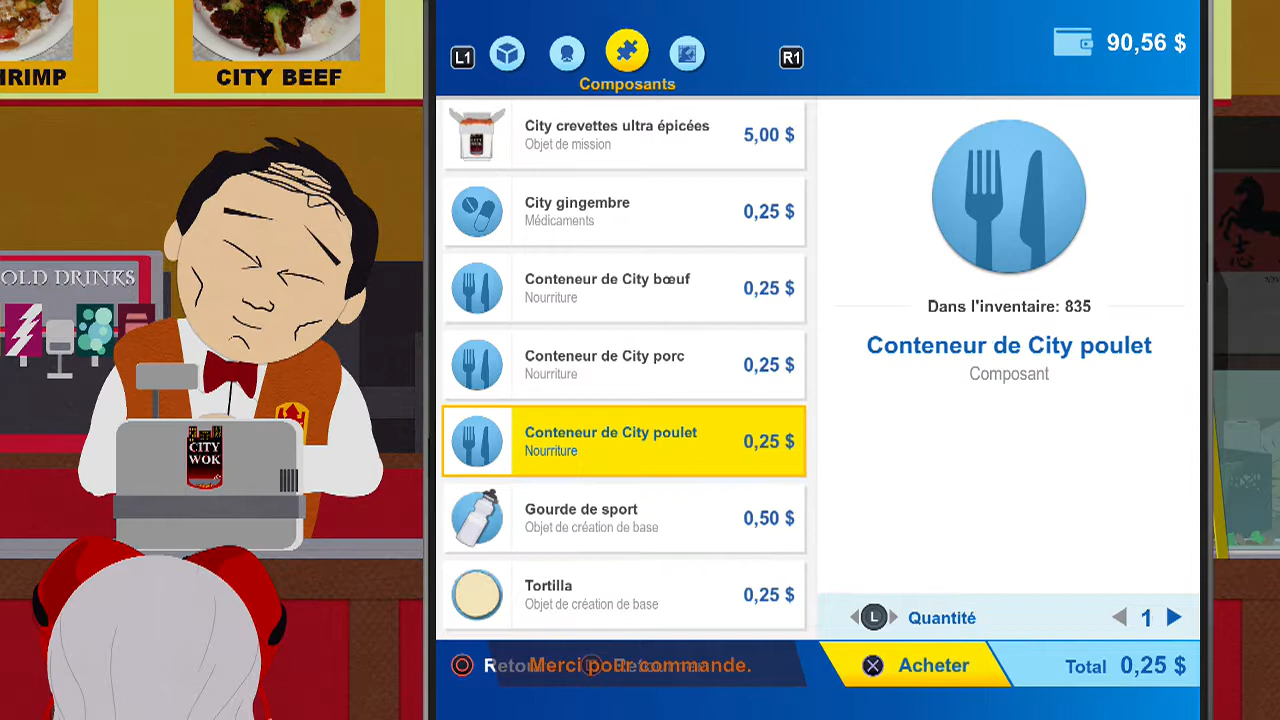 HRIMP
CITY BEEF
OLD DRINKS
CITY
WOK
L1
R1
Composants
90,56 $
City crevettes ultra épicées
Objet de mission
5,00 $
City gingembre
Médicaments
0,25 $
Conteneur de City bœuf
Nourriture
0,25 $
Conteneur de City porc
Nourriture
0,25 $
Conteneur de City poulet
Nourriture
0,25 $
Gourde de sport
Objet de création de base
0,50 $
Tortilla
Objet de création de base
0,25 $
Dans l'inventaire: 835
Conteneur de City poulet
Composant
L Quantité
1
Retou
Merci pour commande.
Acheter
Total 0,25 $